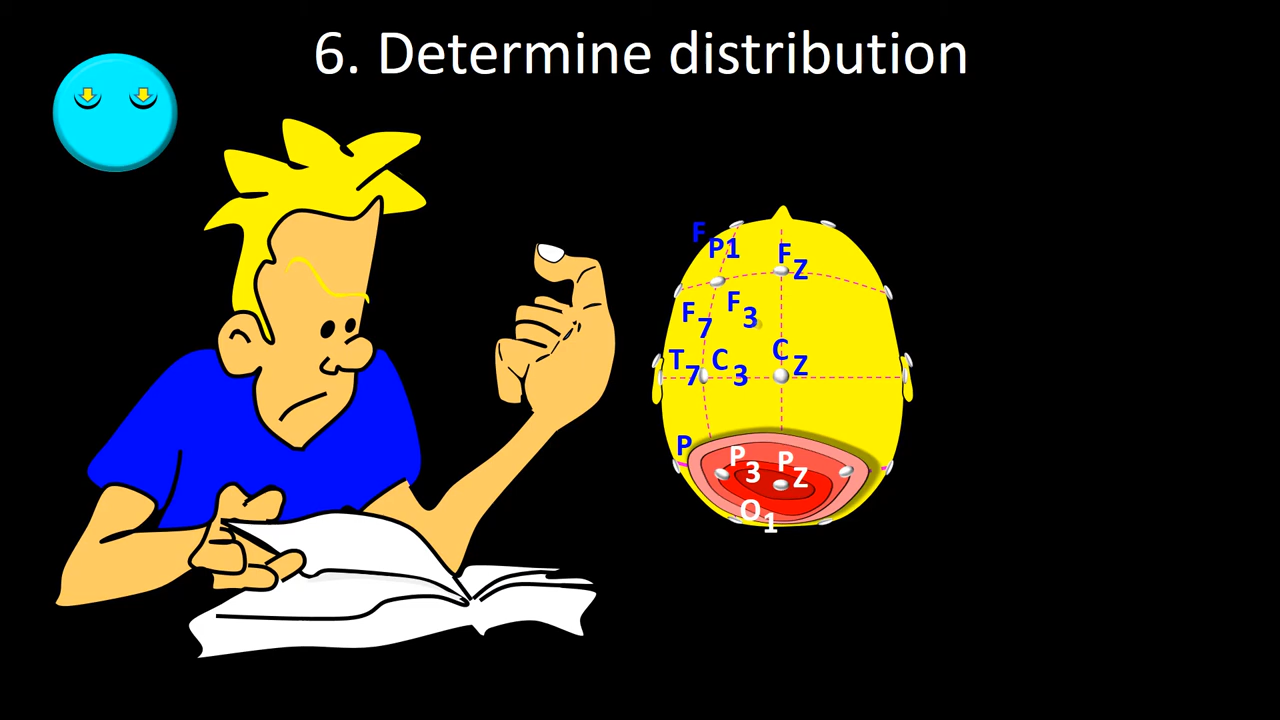 6. Determine distribution
FP1
FZ
F7
F3
T7
C3
CZ
P
P3
PZ
O1